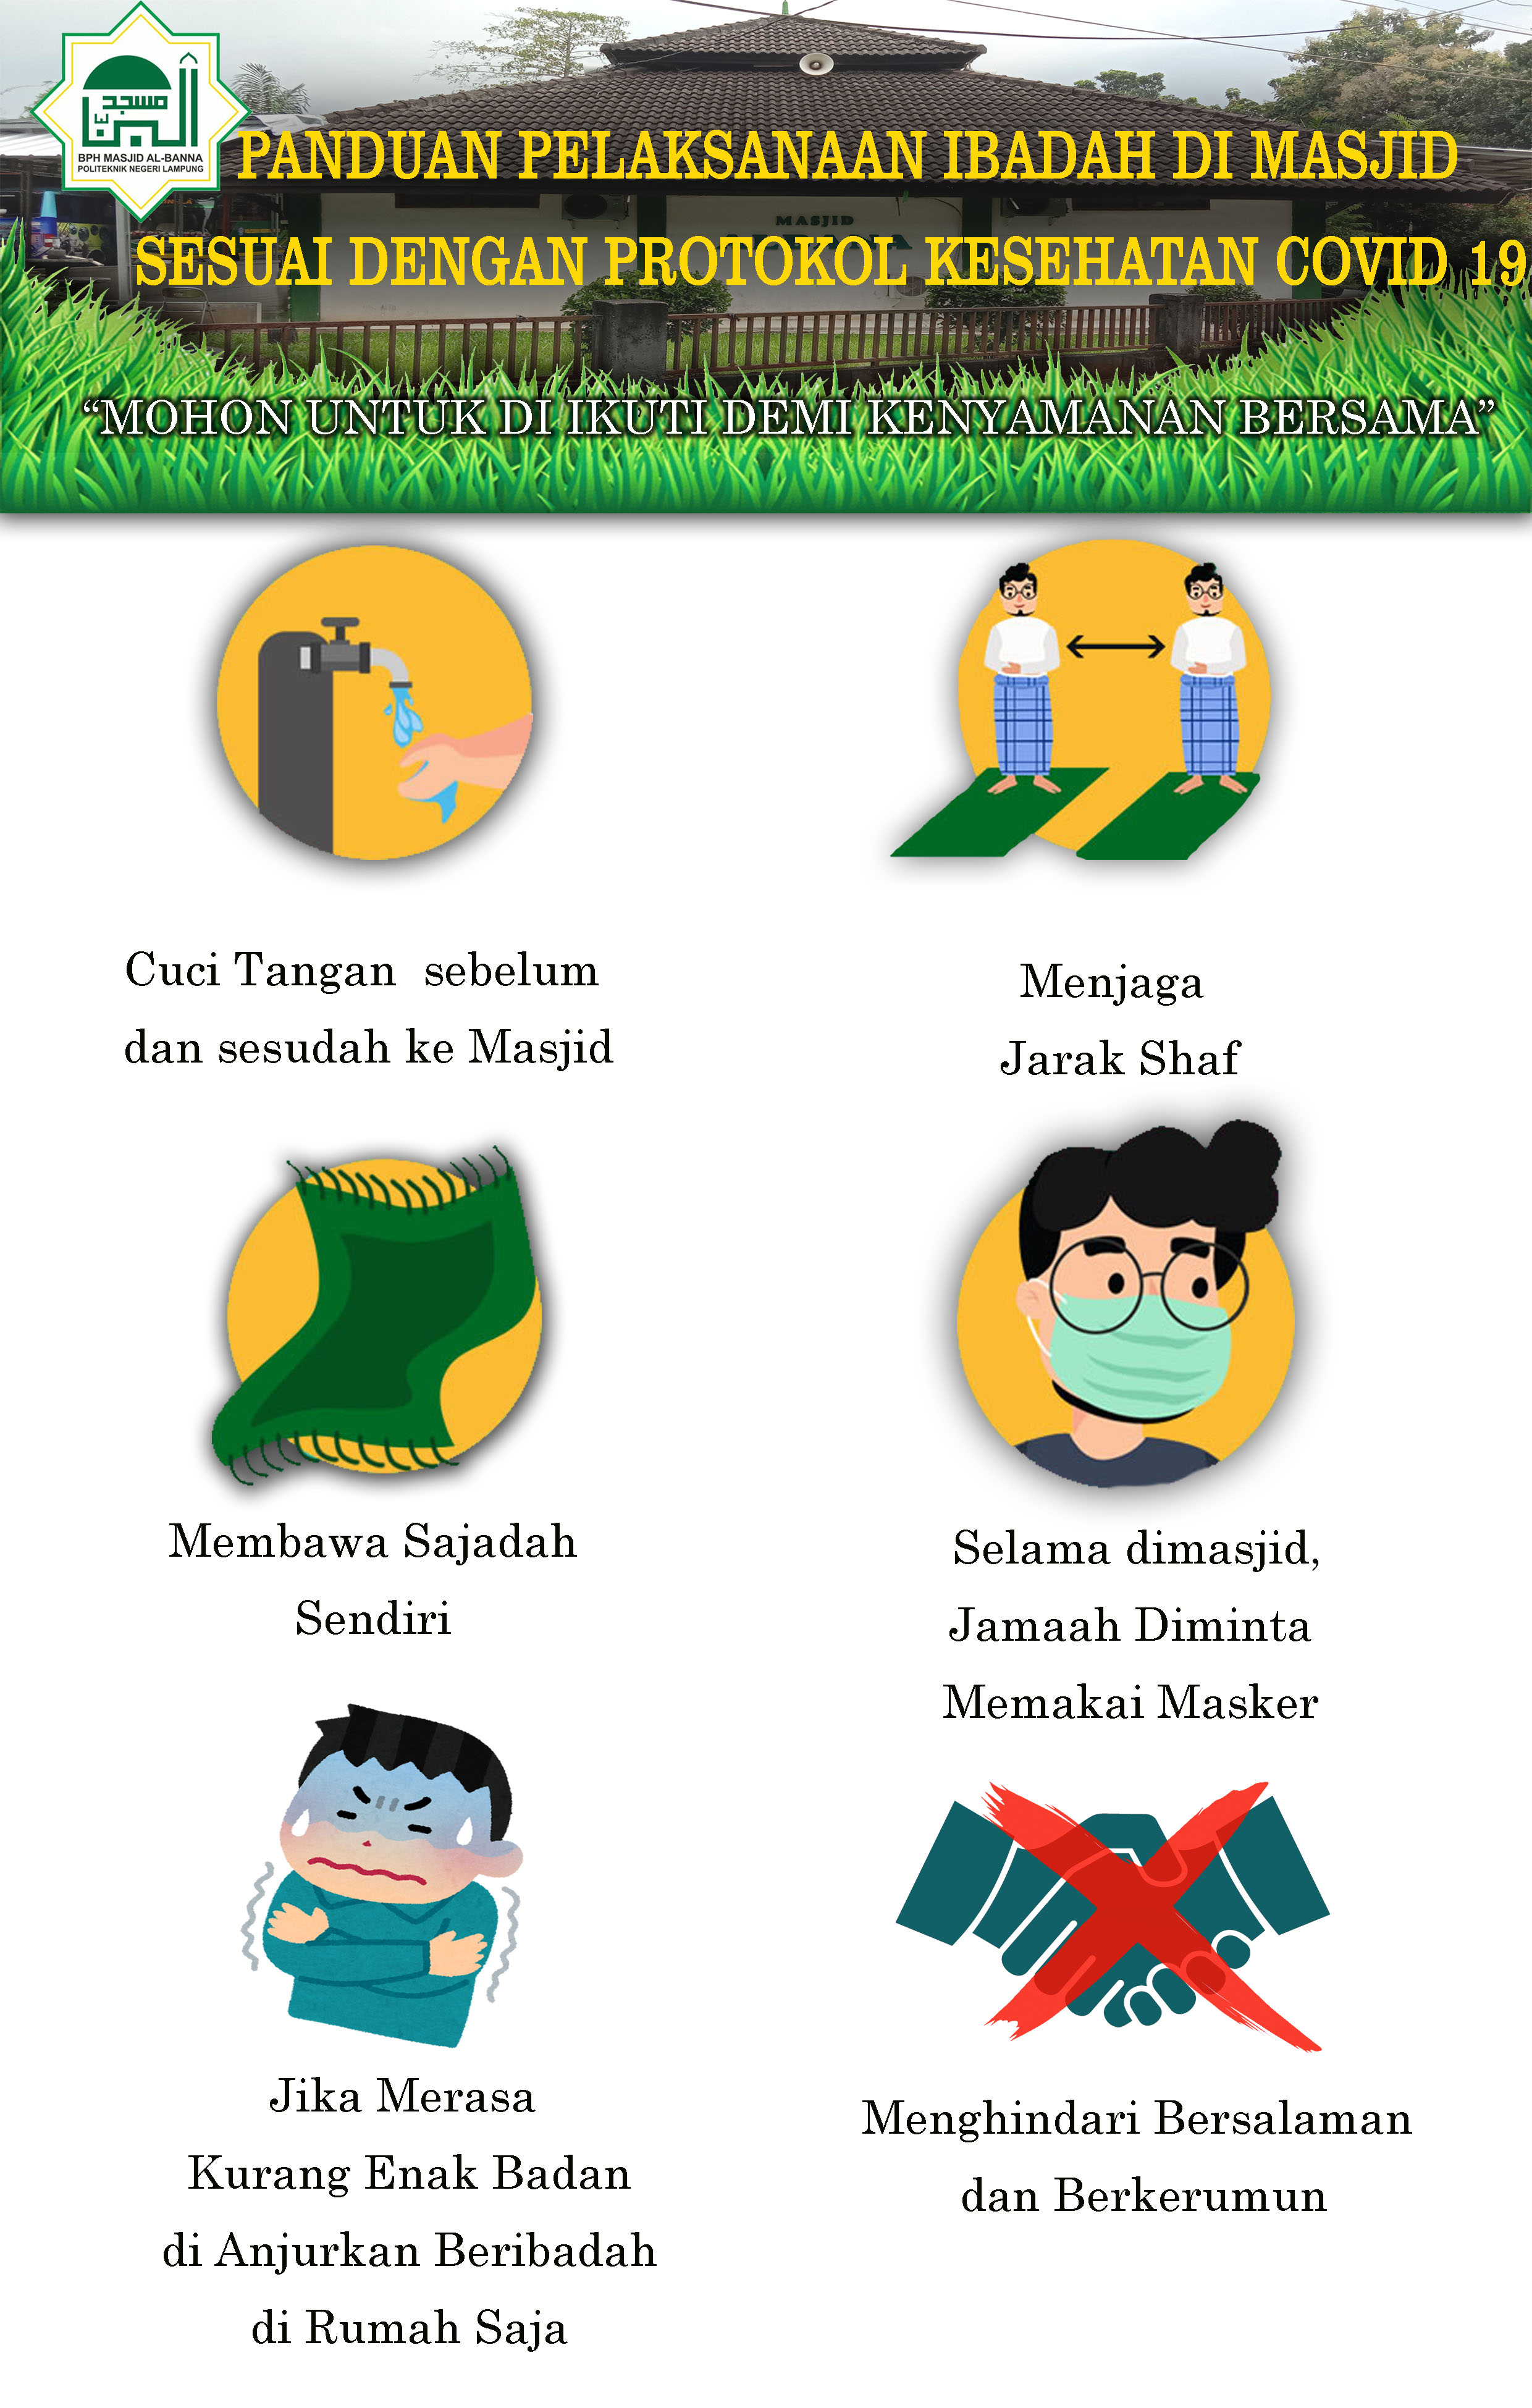 مسجد
البنا
BPH MASJID AL-BANNA
POLITEKNIK NEGERI LAMPUNG
PANDUAN PELAKSANAAN IBADAH DI MASJID
MASJID
SESUAI DENGAN PROTOKOL KESEHATAN COVID 19
“MOHON UNTUK DI IKUTI DEMI KENYAMANAN BERSAMA”
Cuci Tangan sebelum
dan sesudah ke Masjid
Menjaga
Jarak Shaf
Membawa Sajadah
Sendiri
Selama dimasjid,
Jamaah Diminta
Memakai Masker
Jika Merasa
Kurang Enak Badan
di Anjurkan Beribadah
di Rumah Saja
Menghindari Bersalaman
dan Berkerumun